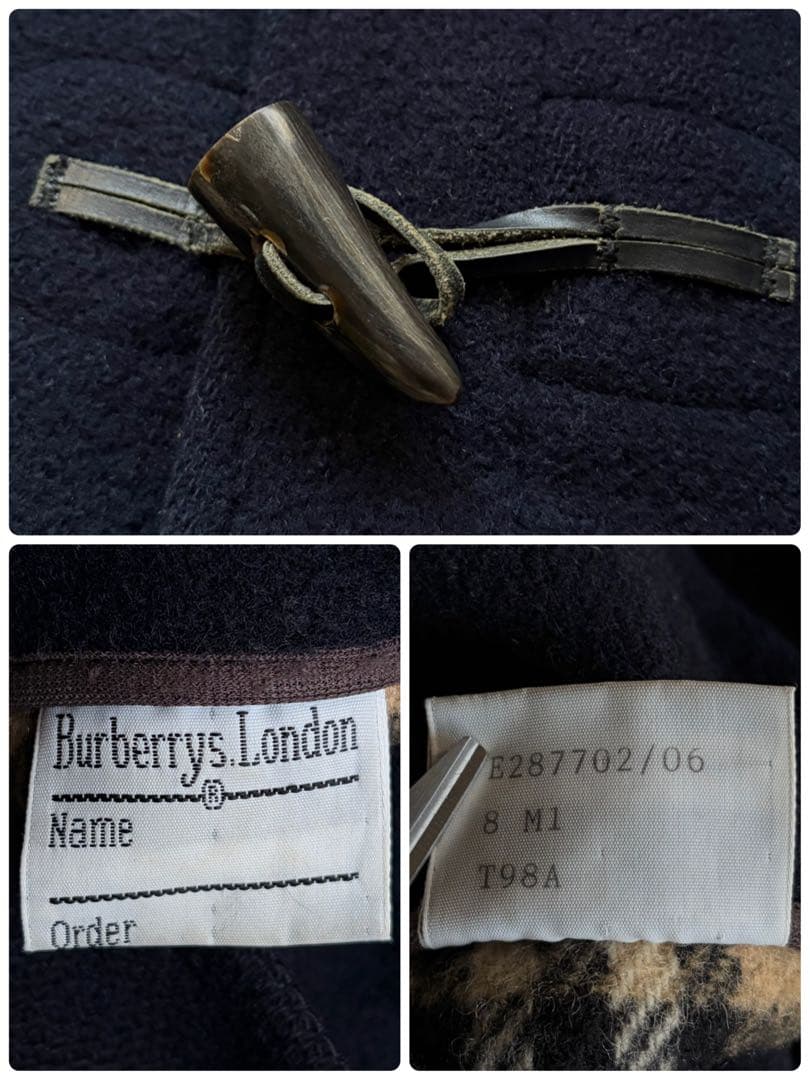 Burberrys.London
®
Name
Order
E287702/06
8 M1
T98A